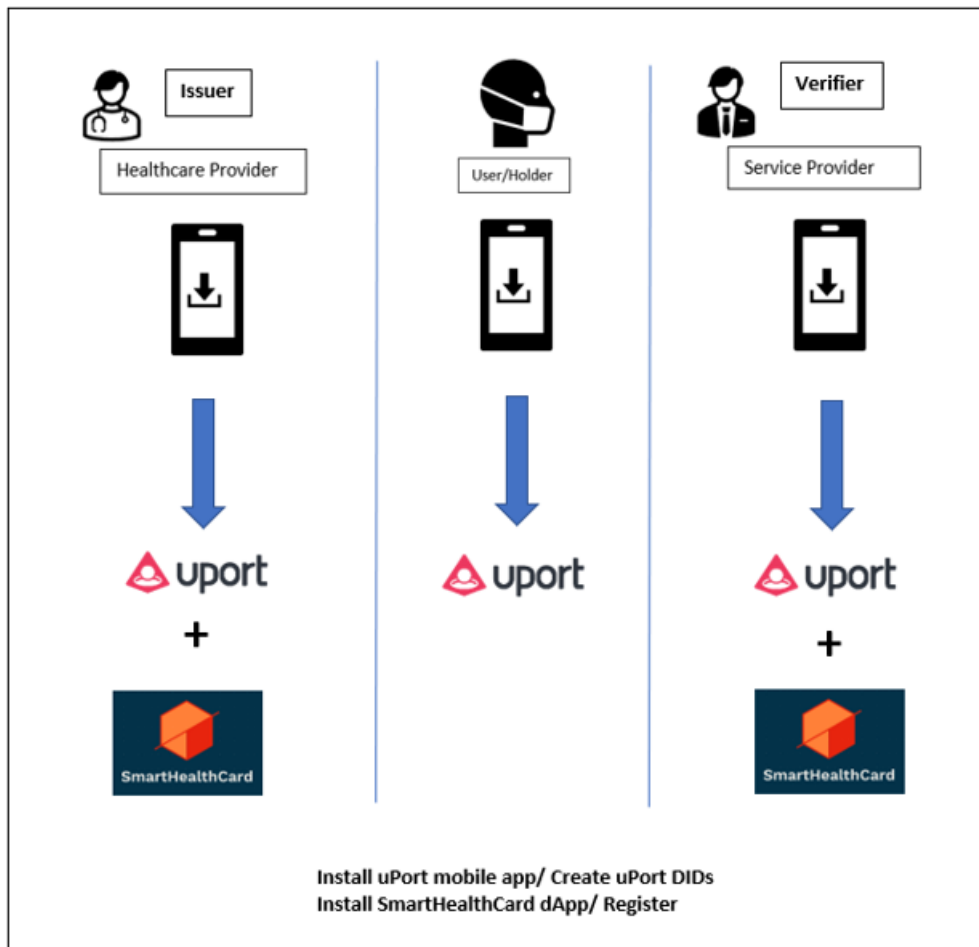 Issuer
Healthcare Provider
User/Holder
Verifier
Service Provider
uport
+
SmartHealthCard
uport
uport
+
SmartHealthCard
Install uPort mobile app/ Create uPort DIDs
Install SmartHealthCard dApp/ Register